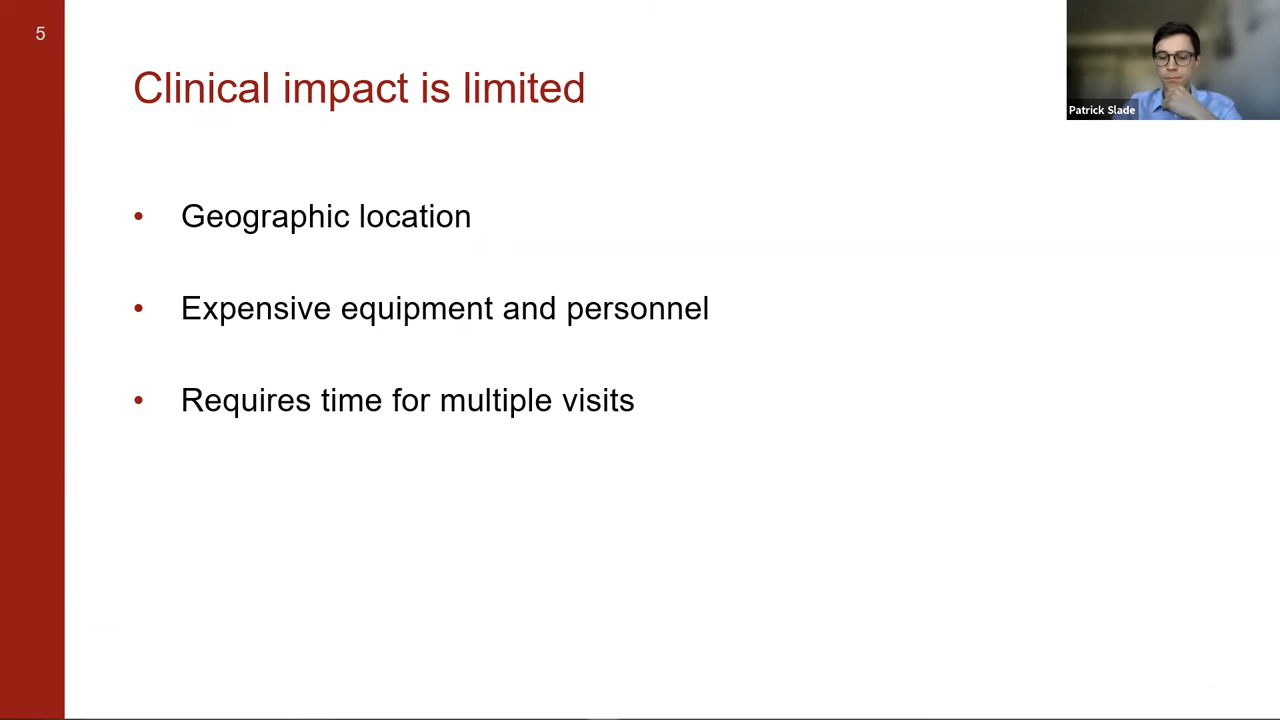 5
Clinical impact is limited
Patrick Slade
• Geographic location
• Expensive equipment and personnel
• Requires time for multiple visits